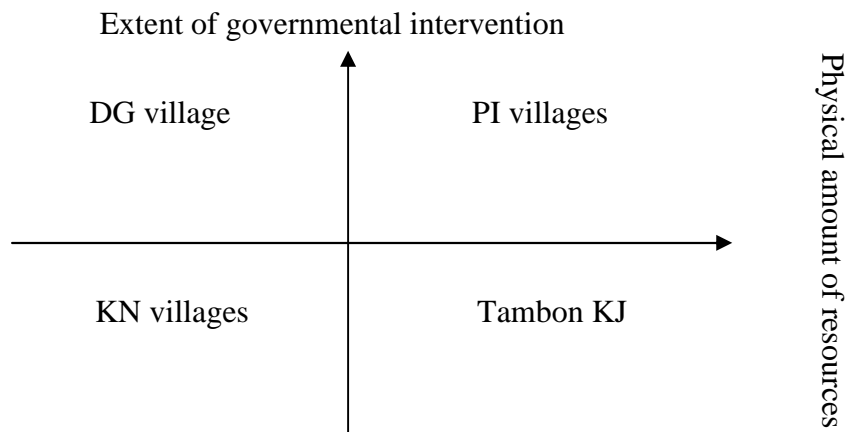 Extent of governmental intervention
DG village
PI villages
Physical amount of resources
KN villages
Tambon KJ